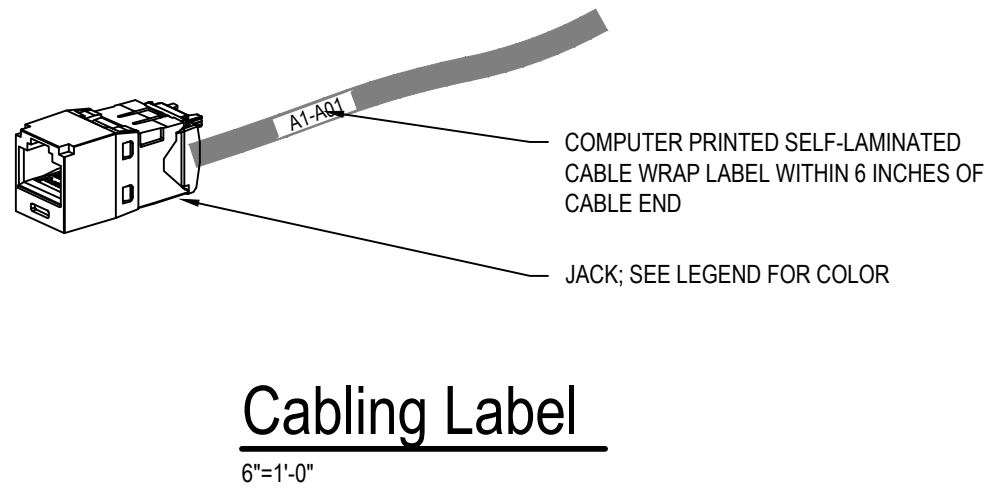 A1-A01
COMPUTER PRINTED SELF-LAMINATED
CABLE WRAP LABEL WITHIN 6 INCHES OF
CABLE END
JACK; SEE LEGEND FOR COLOR
Cabling Label
6"=1'-0"